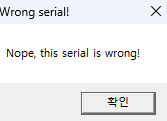 Wrong serial!
Nope, this serial is wrong!
확인